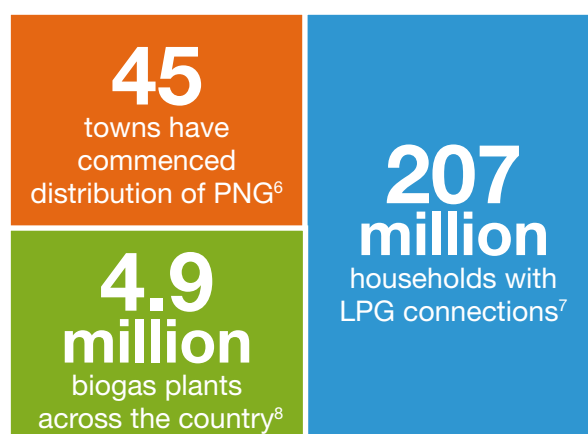 45
towns have
commenced
distribution of PNG⁶
4.9
million
biogas plants
across the country⁸
207
million
households with
LPG connections⁷